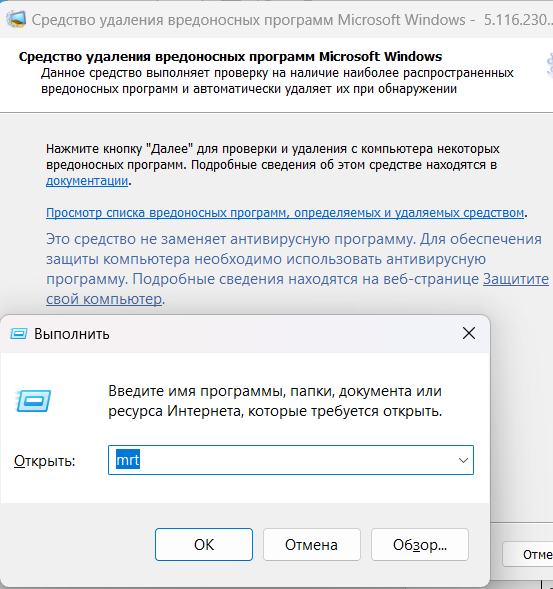 Средство удаления вредоносных программ Microsoft Windows - 5.116.230...
Средство удаления вредоносных программ Microsoft Windows
Данное средство выполняет проверку на наличие наиболее распространенных
вредоносных программ и автоматически удаляет их при обнаружении
Нажмите кнопку "Далее" для проверки и удаления с компьютера некоторых
вредоносных программ. Подробные сведения об этом средстве находятся в
документации.
Просмотр списка вредоносных программ, определяемых и удаляемых средством.
Это средство не заменяет антивирусную программу. Для обеспечения
защиты компьютера необходимо использовать антивирусную
программу. Подробные сведения находятся на веб-странице Защитите
свой компьютер.
Выполнить
Введите имя программы, папки, документа или
ресурса Интернета, которые требуется открыть.
Открыть: mrt
ОК Отмена Обзор...
Отме